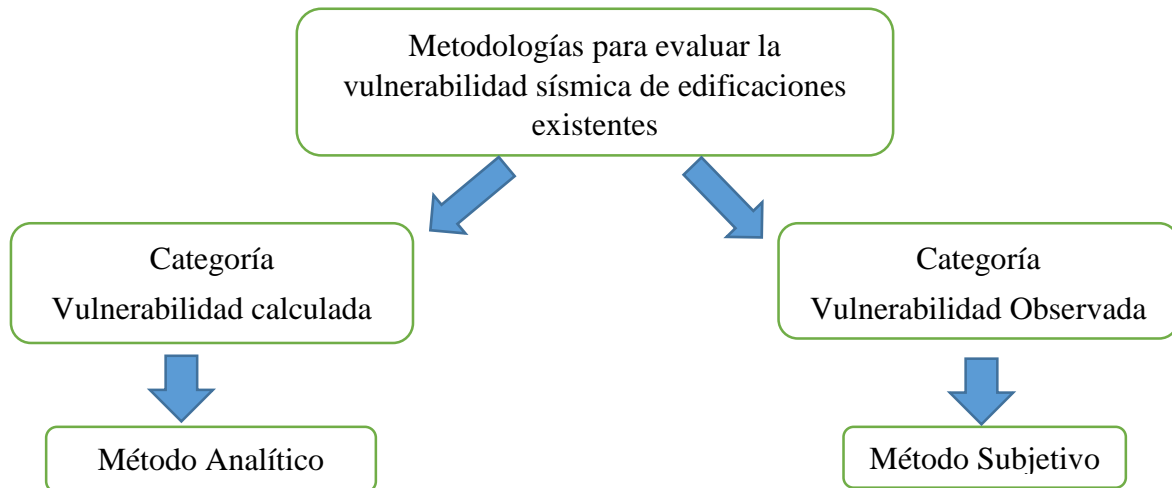 Metodologías para evaluar la
vulnerabilidad sísmica de edificaciones
existentes
Categoría
Vulnerabilidad calculada
Categoría
Vulnerabilidad Observada
Método Analítico
Método Subjetivo